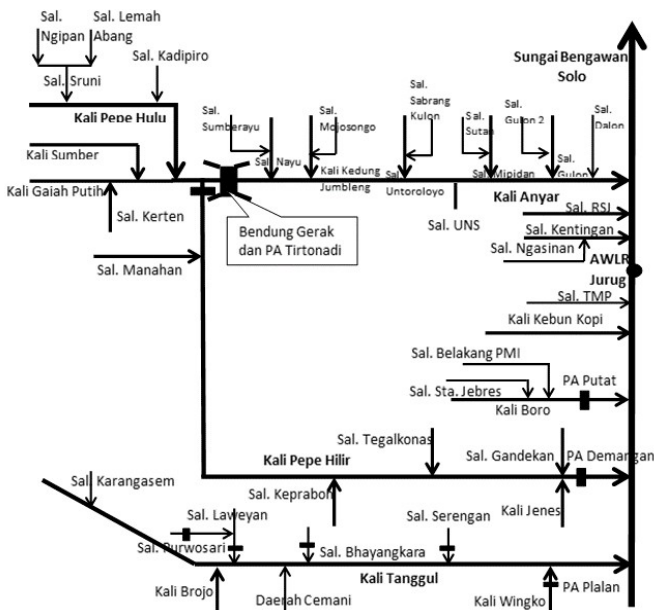 Sal.
Ngipan
Sal. Lemah
Abang
Sal. Sruni
Sal. Kadipiro
Kali Pepe Hulu
Kali Sumber
Kali Gajah Putih
Sal. Kerten
Sal. Manahan
Sal.
Sumberayu
Sal. Nayu
Sal.
Mojosongo
Kali Kedung
Jumbleng
Sal.
Sabrang
Kulon
Sal.
Untoroloyo
Sal.
Sutan
Sal. Mipidan
Sal.
Gulon 2
Sal.
Gulon
Sal.
Dalon
Sungai Bengawan
Solo
Kali Anyar
Sal. UNS
Bendung Gerak
dan PA Tirtonadi
Sal. RSJ
Sal. Kentingan
Sal. Ngasinan
AWLR
Jurug
Sal. TMP
Kali Kebun Kopi
Sal. Belakang PMI
PA Putat
Sal. Sta. Jebres
Kali Boro
Sal. Tegalkonas
Kali Pepe Hilir
Sal. Gandekan
PA Demangan
Sal. Keprabon
Kali Jenes
Sal. Karangasem
Sal. Laweyan
Sal. Purwosari
Sal. Bhayangkara
Sal. Serengan
Kali Tanggul
Kali Brojo
Daerah Cemani
Kali Wingko
PA Plalan